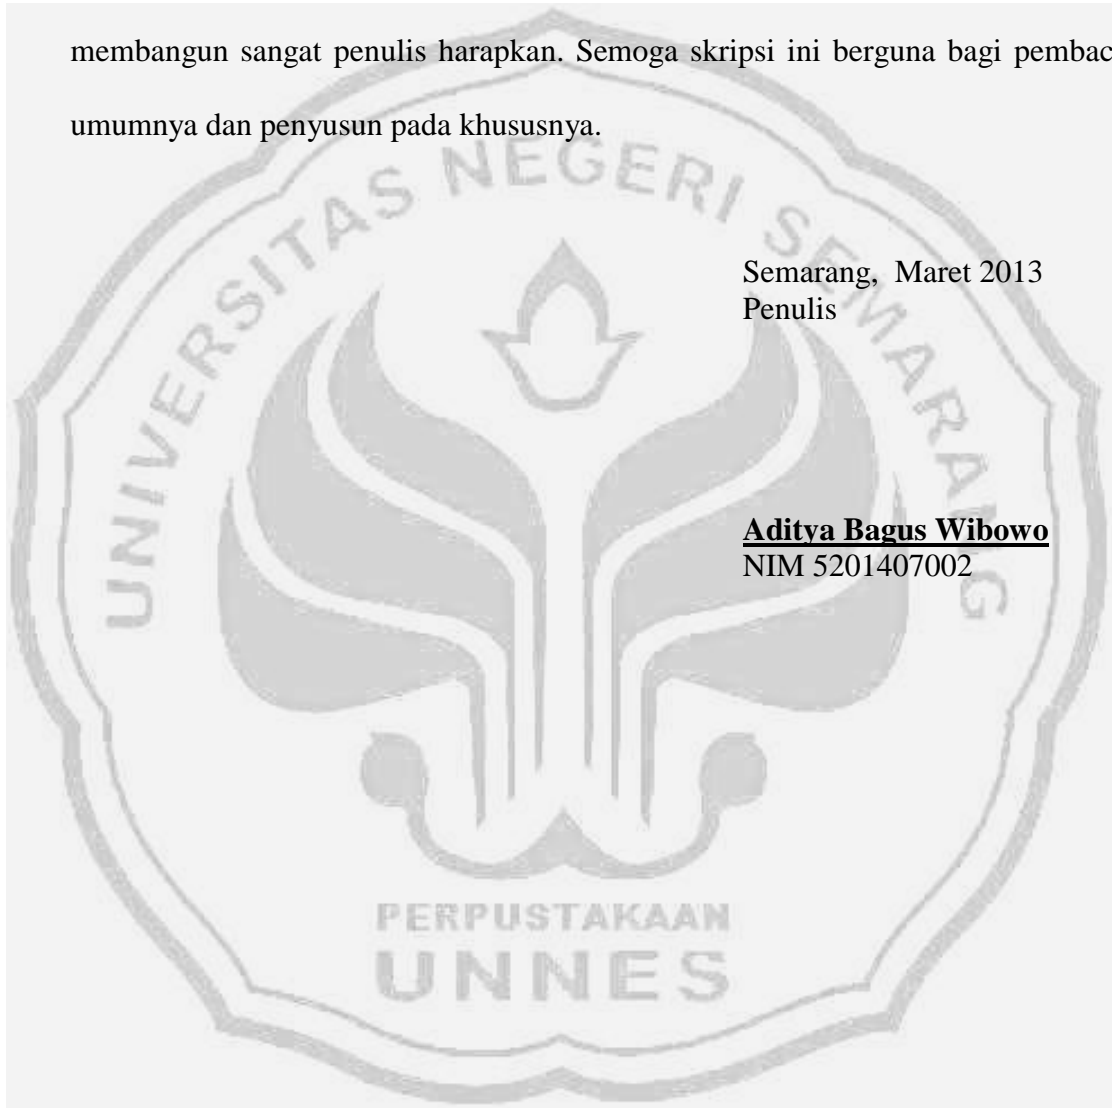 membangun sangat penulis harapkan. Semoga skripsi ini berguna bagi pembac
umumnya dan penyusun pada khususnya.
UNIVERSITAS NEGERI SEMARANG
Semarang, Maret 2013
Penulis
Aditya Bagus Wibowo
NIM 5201407002
PERPUSTAKAAN
UNNES